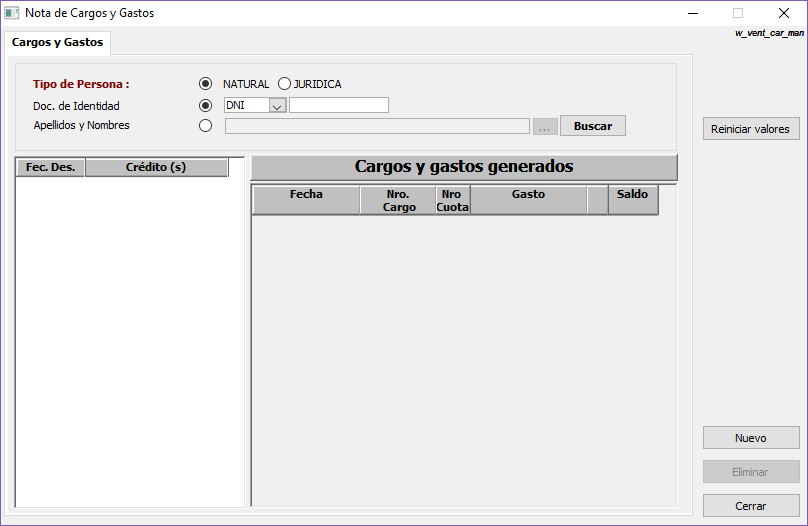 Nota de Cargos y Gastos
w_vent_car_man
Cargos y Gastos
Tipo de Persona : NATURAL JURIDICA
Doc. de Identidad DNI
Apellidos y Nombres ... Buscar
Reiniciar valores
Fec. Des. Crédito (s)
Cargos y gastos generados
Fecha Nro. Cargo Nro Cuota Gasto Saldo
Nuevo
Eliminar
Cerrar